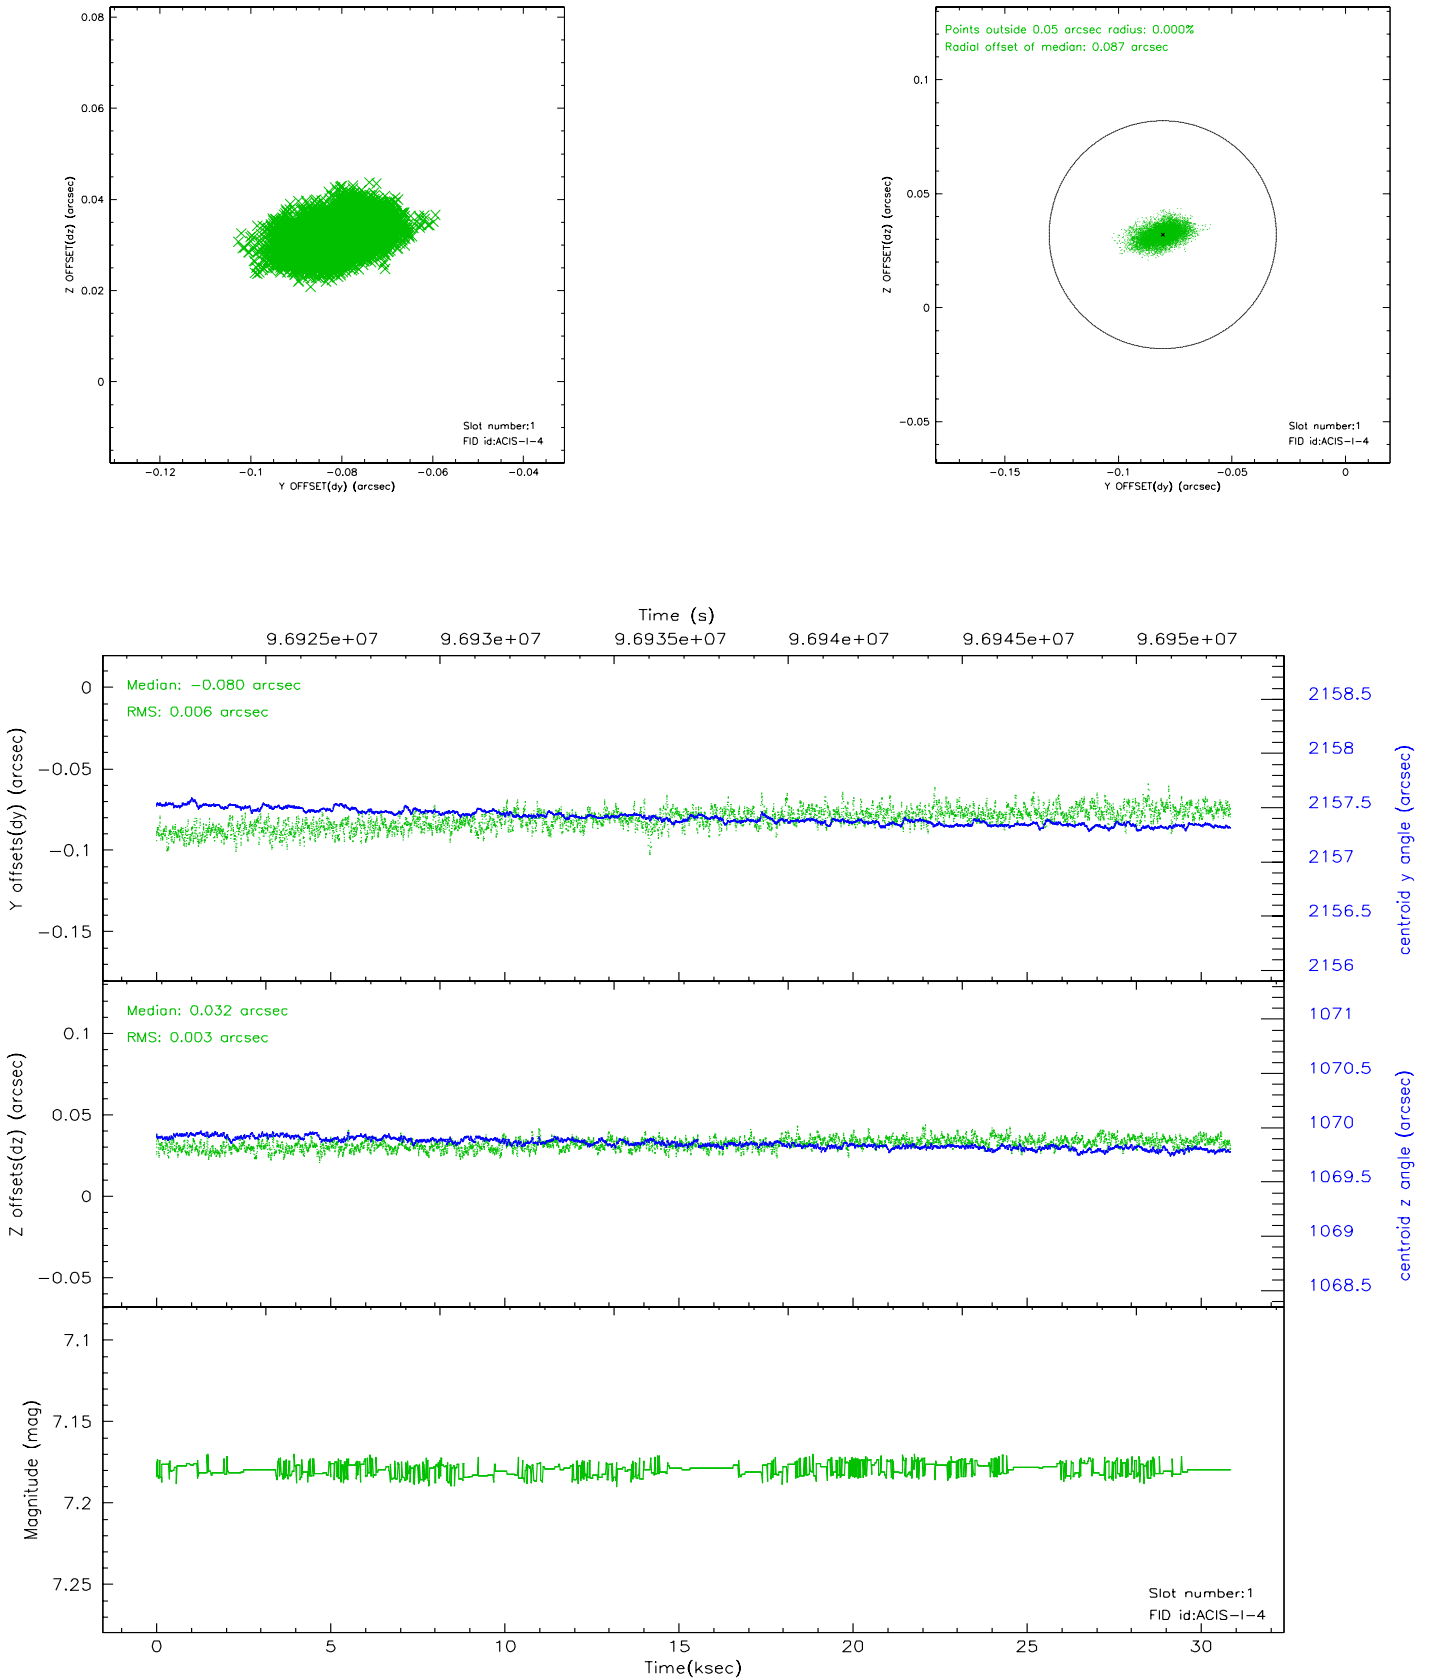 0.08
0.06
0.04
0.02
0
Z OFFSET(dz) (arcsec)
Slot number:1
FID id:ACIS-I-4
-0.12 -0.1 -0.08 -0.06 -0.04
Y OFFSET(dy) (arcsec)
Points outside 0.05 arcsec radius: 0.000%
Radial offset of median: 0.087 arcsec
0.1
0.05
0
-0.05
Z OFFSET(dz) (arcsec)
Slot number:1
FID id:ACIS-I-4
-0.15 -0.1 -0.05 0
Y OFFSET(dy) (arcsec)
Time (s)
9.6925e+07 9.693e+07 9.6935e+07 9.694e+07 9.6945e+07 9.695e+07
Median: -0.080 arcsec
RMS: 0.006 arcsec
0
-0.05
-0.1
-0.15
Y offsets(dy) (arcsec)
2158.5
2158
2157.5
2157
2156.5
2156
centroid y angle (arcsec)
Median: 0.032 arcsec
RMS: 0.003 arcsec
0.1
0.05
0
-0.05
Z offsets(dz) (arcsec)
1071
1070.5
1070
1069.5
1069
1068.5
centroid z angle (arcsec)
7.1
7.15
7.2
7.25
Magnitude (mag)
Slot number:1
FID id:ACIS-I-4
0 5 10 15 20 25 30
Time(ksec)